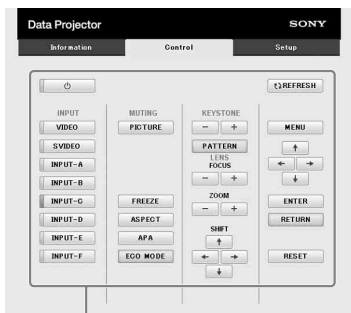 Data Projector
SONY
Information
Control
Setup
REFRESH
INPUT
VIDEO
SVIDEO
INPUT-A
INPUT-B
INPUT-C
INPUT-D
INPUT-E
INPUT-F
MUTING
PICTURE
FREEZE
ASPECT
APA
ECO MODE
KEYSTONE
- +
PATTERN
LENS
FOCUS
- +
ZOOM
- +
SHIFT
MENU
ENTER
RETURN
RESET